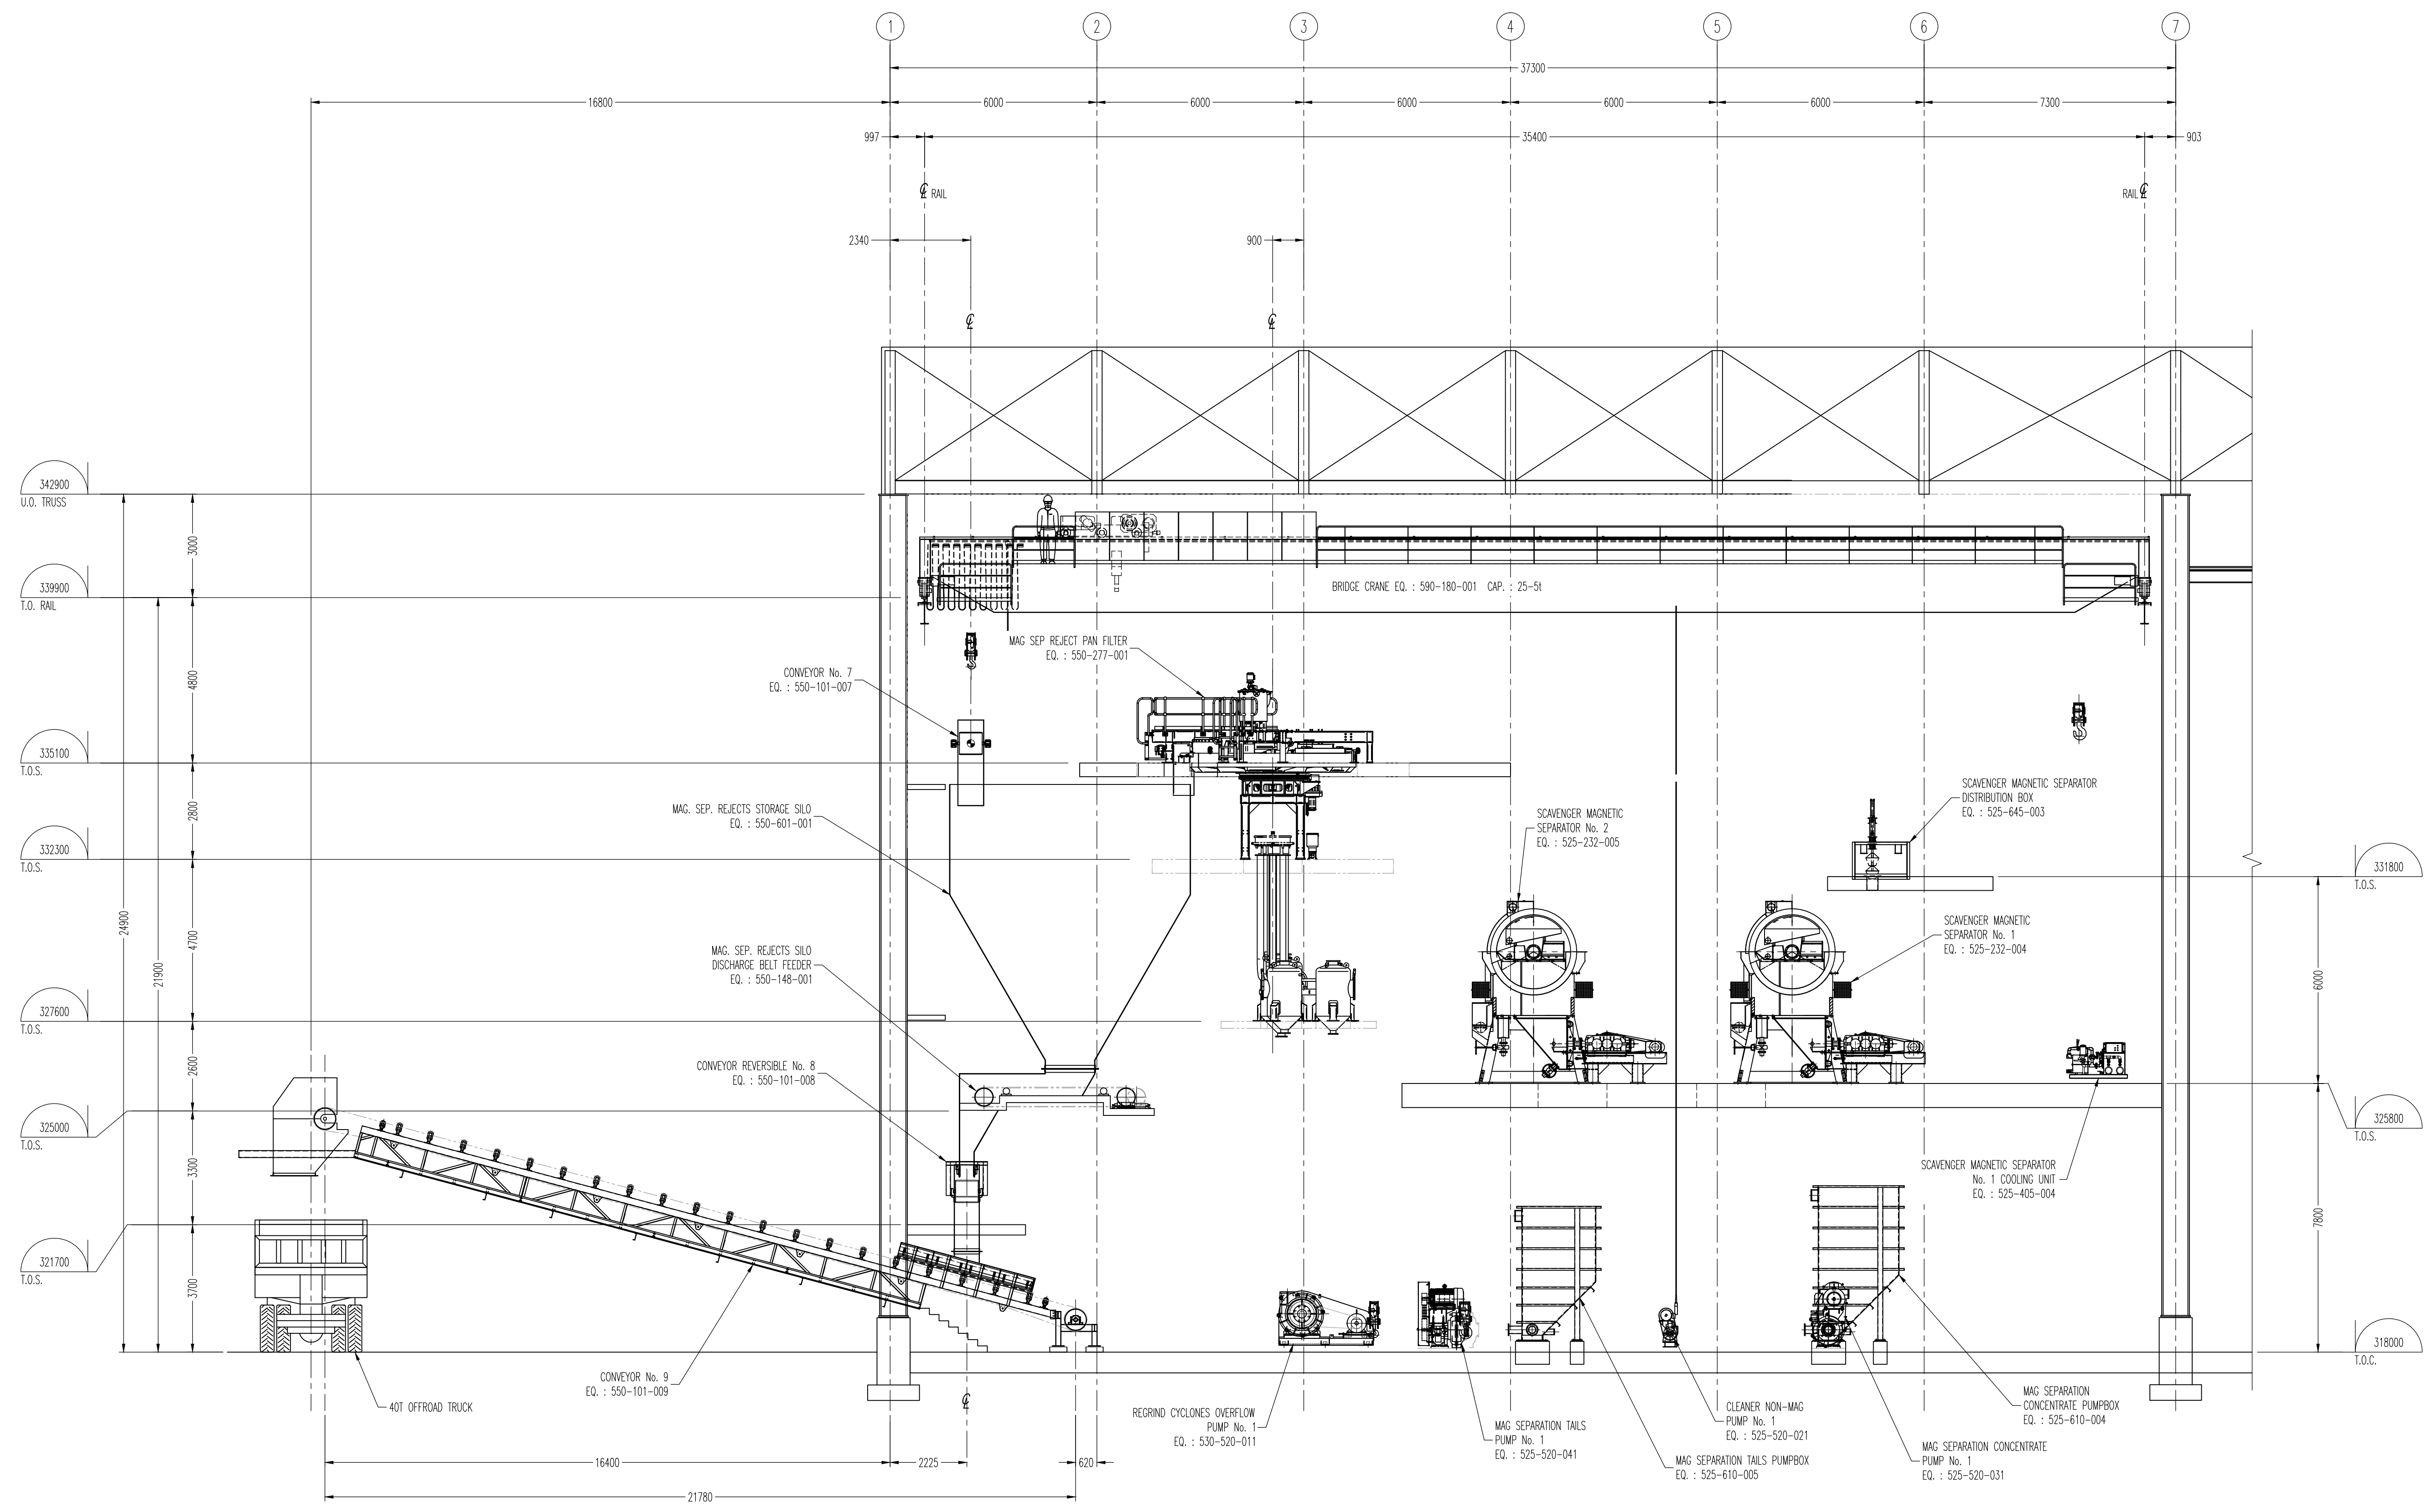 1
2
3
4
5
6
7
37300
16800
6000
6000
6000
6000
6000
7300
997
35400
903
℄ RAIL
RAIL ℄
2340
900
℄
℄
342900
U.O. TRUSS
3000
339900
T.O. RAIL
BRIDGE CRANE EQ. : 590-180-001 CAP. : 25-5t
MAG SEP REJECT PAN FILTER
EQ. : 550-277-001
CONVEYOR No. 7
EQ. : 550-101-007
4800
335100
T.O.S.
2800
MAG. SEP. REJECTS STORAGE SILO
EQ. : 550-601-001
SCAVENGER MAGNETIC
SEPARATOR No. 2
EQ. : 525-232-005
SCAVENGER MAGNETIC SEPARATOR
DISTRIBUTION BOX
EQ. : 525-645-003
332300
T.O.S.
331800
T.O.S.
24900
4700
21900
MAG. SEP. REJECTS SILO
DISCHARGE BELT FEEDER
EQ. : 550-148-001
SCAVENGER MAGNETIC
SEPARATOR No. 1
EQ. : 525-232-004
6000
327600
T.O.S.
2600
CONVEYOR REVERSIBLE No. 8
EQ. : 550-101-008
325000
T.O.S.
325800
T.O.S.
3300
SCAVENGER MAGNETIC SEPARATOR
No. 1 COOLING UNIT
EQ. : 525-405-004
7800
321700
T.O.S.
3700
318000
T.O.C.
CONVEYOR No. 9
EQ. : 550-101-009
40T OFFROAD TRUCK
℄
REGRIND CYCLONES OVERFLOW
PUMP No. 1
EQ. : 530-520-011
MAG SEPARATION TAILS
PUMP No. 1
EQ. : 525-520-041
MAG SEPARATION TAILS PUMPBOX
EQ. : 525-610-005
CLEANER NON-MAG
PUMP No. 1
EQ. : 525-520-021
MAG SEPARATION CONCENTRATE
PUMP No. 1
EQ. : 525-520-031
MAG SEPARATION
CONCENTRATE PUMPBOX
EQ. : 525-610-004
16400
2225
620
21780